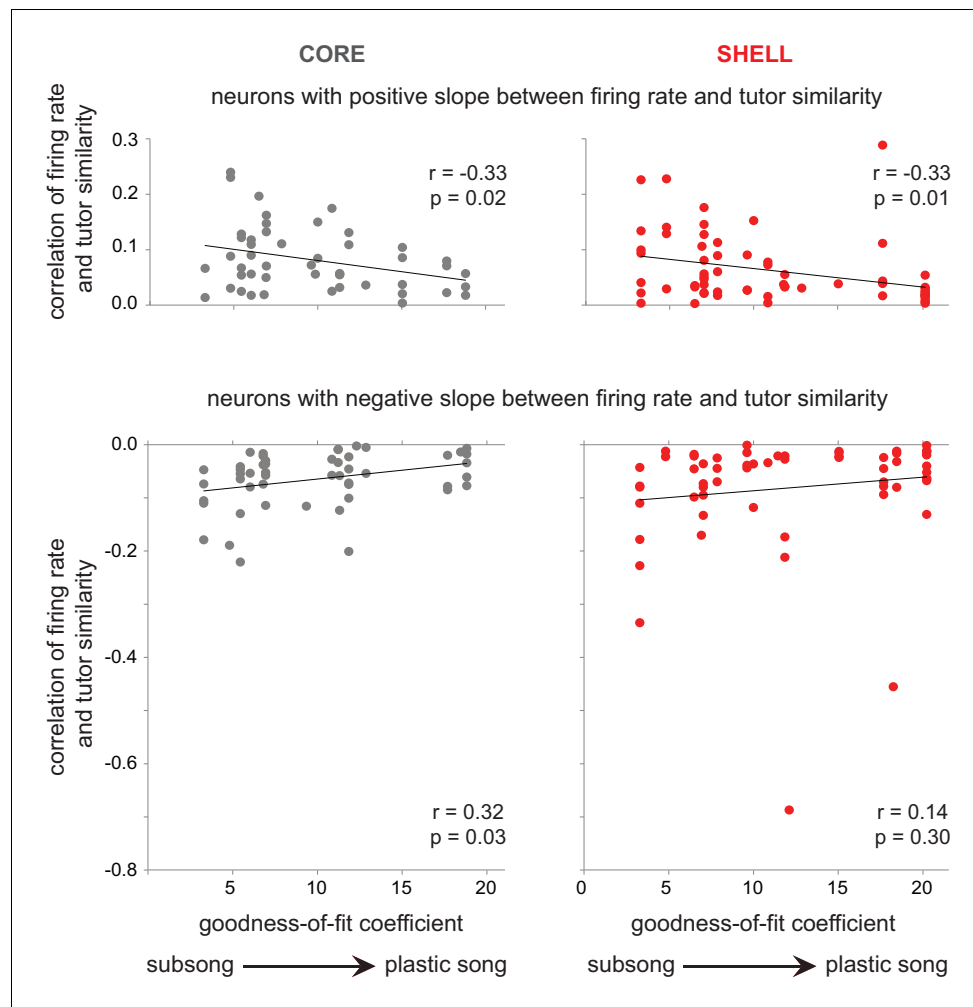 CORE
SHELL
neurons with positive slope between firing rate and tutor similarity
correlation of firing rate
and tutor similarity
0.3
0.2
0.1
0.0
r = -0.33
p = 0.02
r = -0.33
p = 0.01
neurons with negative slope between firing rate and tutor similarity
correlation of firing rate
and tutor similarity
0.0
-0.2
-0.4
-0.6
-0.8
r = 0.32
p = 0.03
r = 0.14
p = 0.30
5 10 15 20
0 5 10 15 20
goodness-of-fit coefficient
goodness-of-fit coefficient
subsong plastic song
subsong plastic song